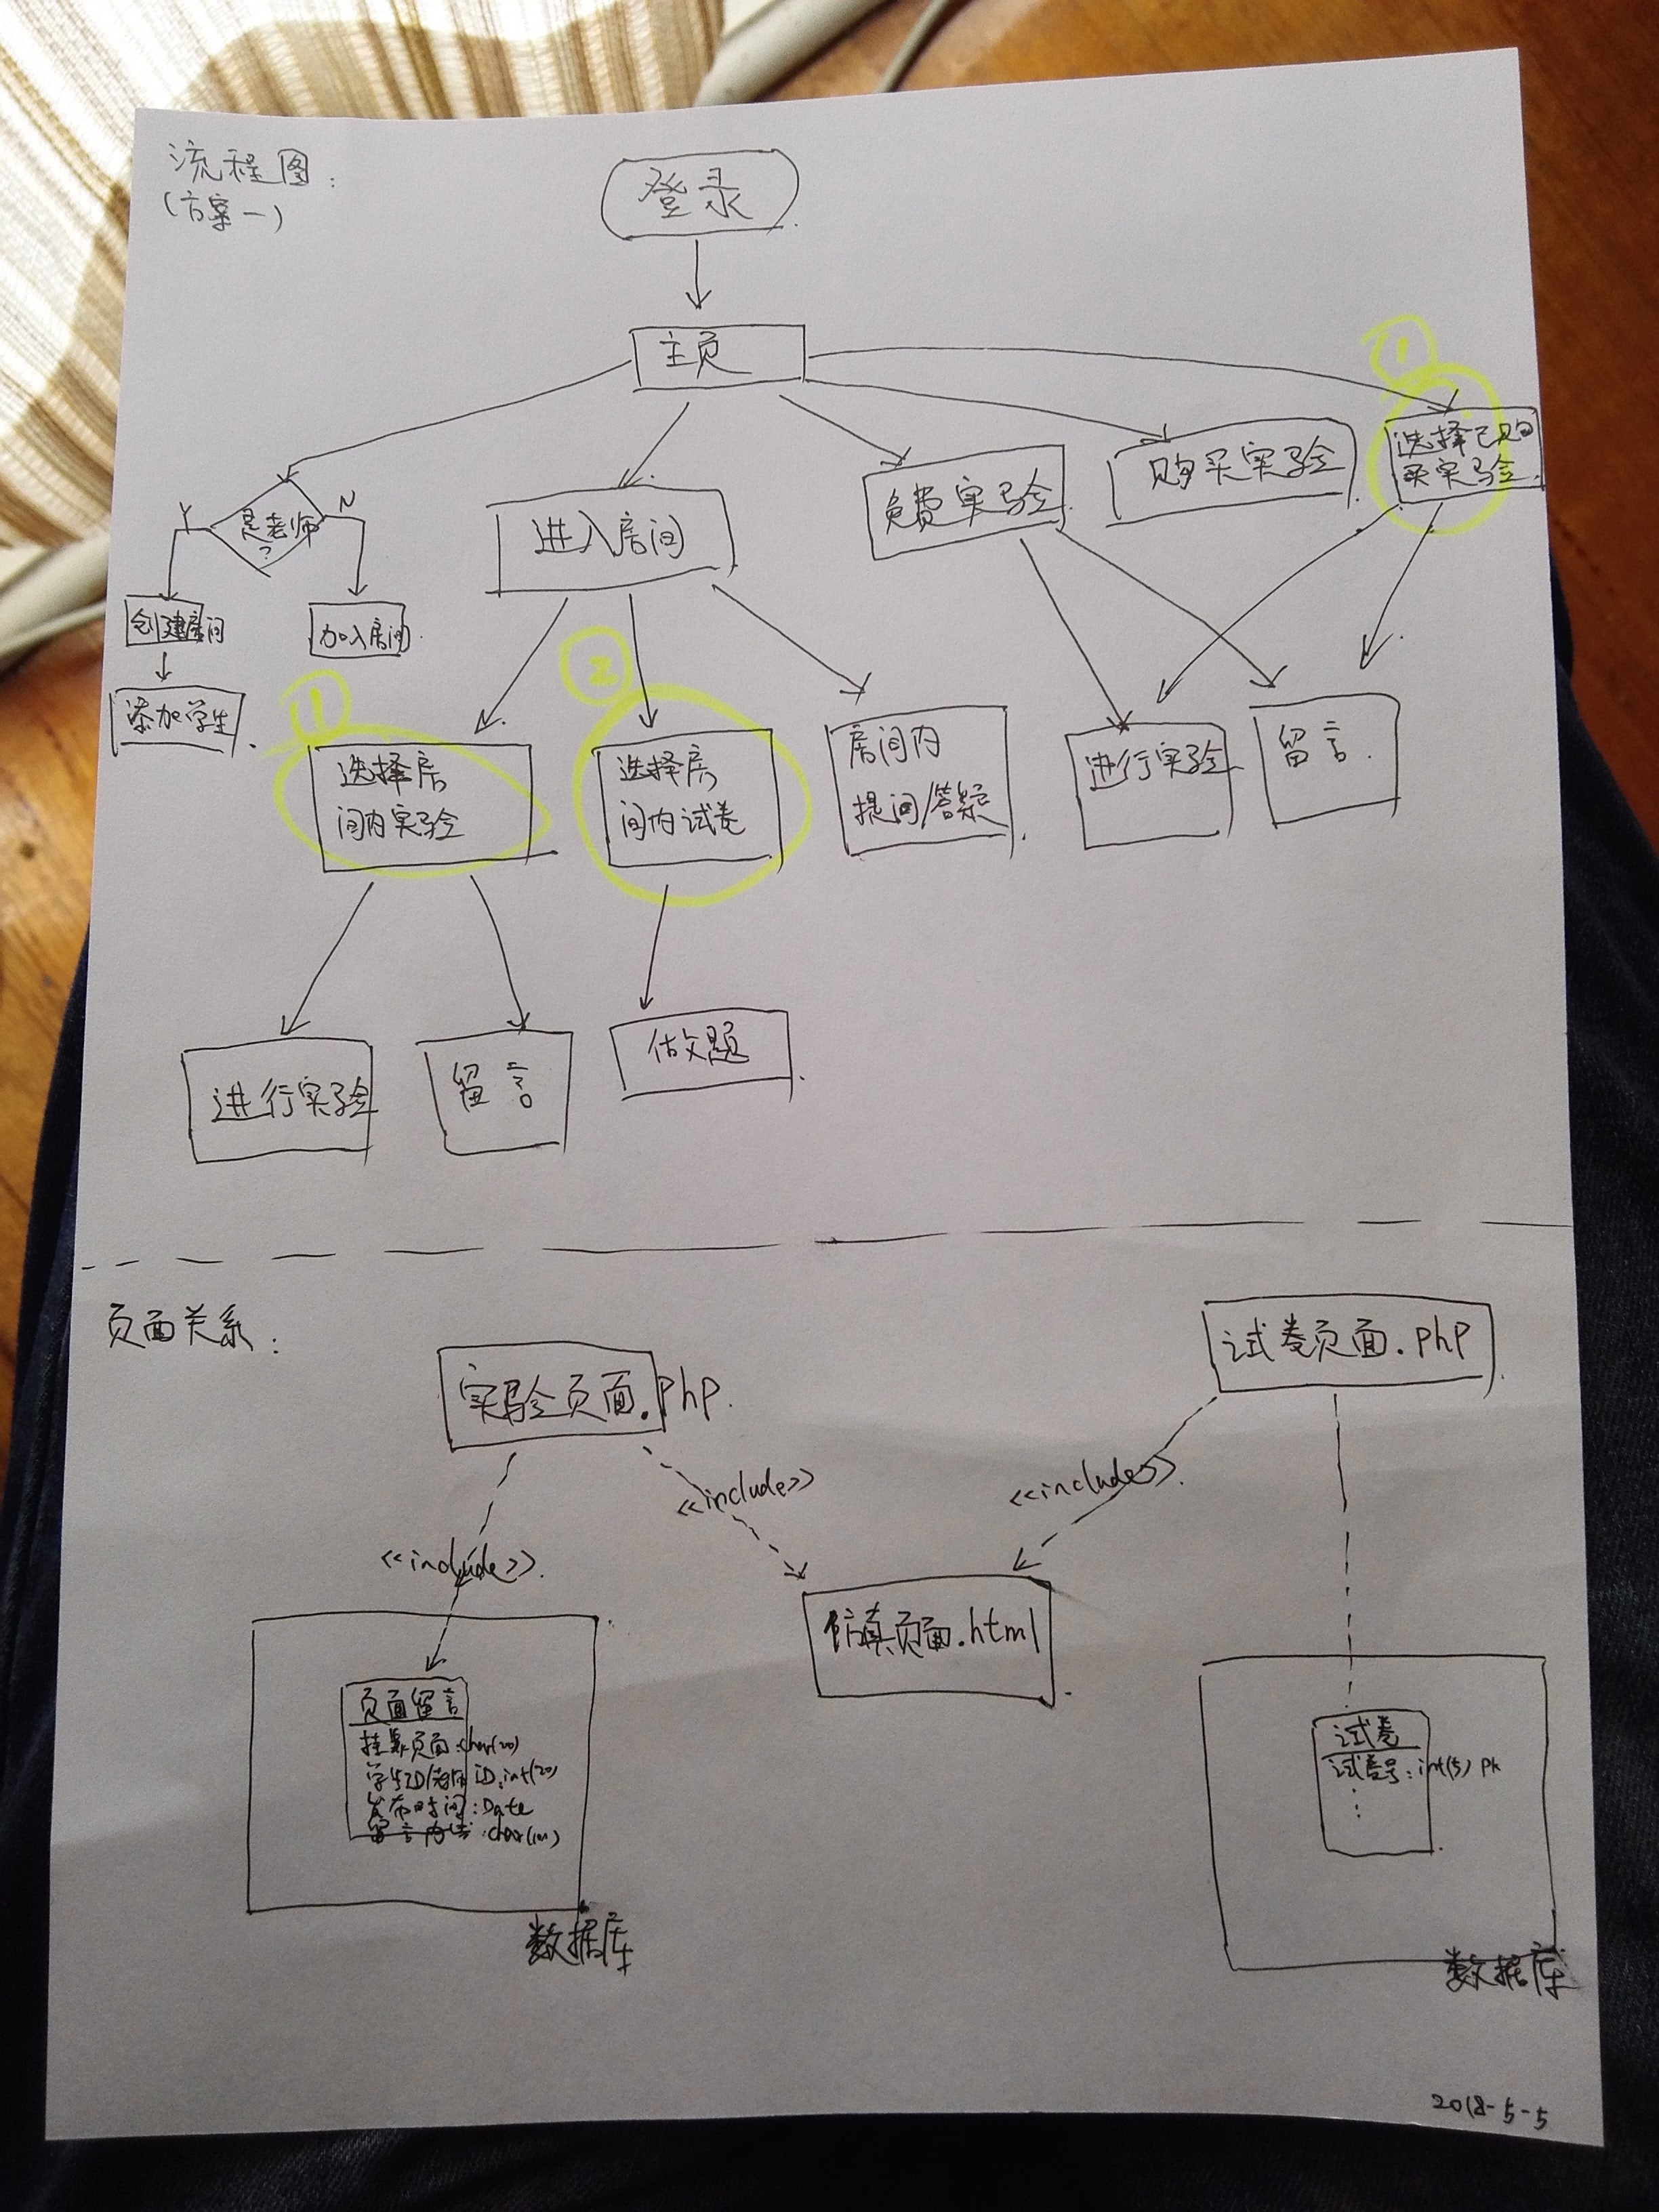 流程图：
（方案一）
登录
主页
①
选择已购
买实验
购买实验
免费实验
进入房间
是老师
?
Y
N
创建房间
加入房间
添加学生
①
选择房
间内实验
②
选择房
间内试卷
房间内
提问/答疑
进行实验
留言
进行实验
留言
做题
页面关系：
实验页面.php
试卷页面.php
<<include>>
<<include>>
<<include>>
仿真页面.html
页面留言
挂靠页面:char(20)
学生ID/老师ID:int(20)
发布时间:Date
留言内容:char(100)
数据库
试卷
试卷号:int(5) PK
⋮
数据库
2018-5-5